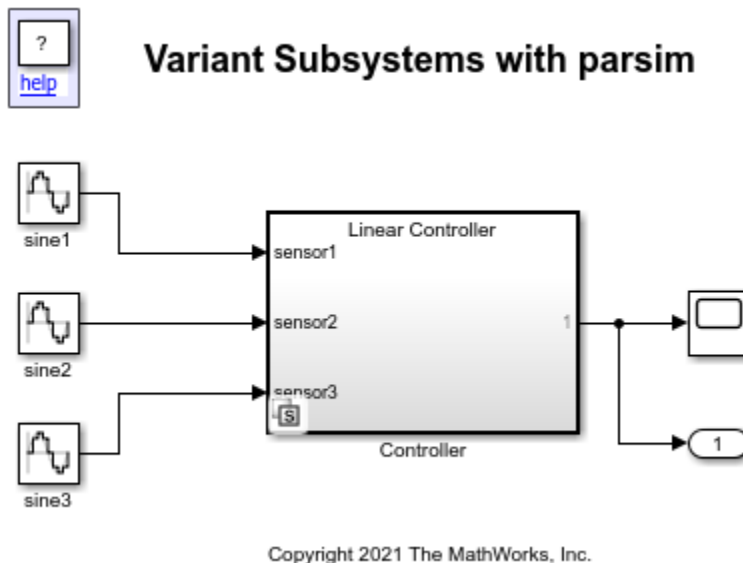 ?
help
Variant Subsystems with parsim
sine1
sine2
sine3
Linear Controller
sensor1
sensor2
sensor3
1
S
Controller
1
Copyright 2021 The MathWorks, Inc.